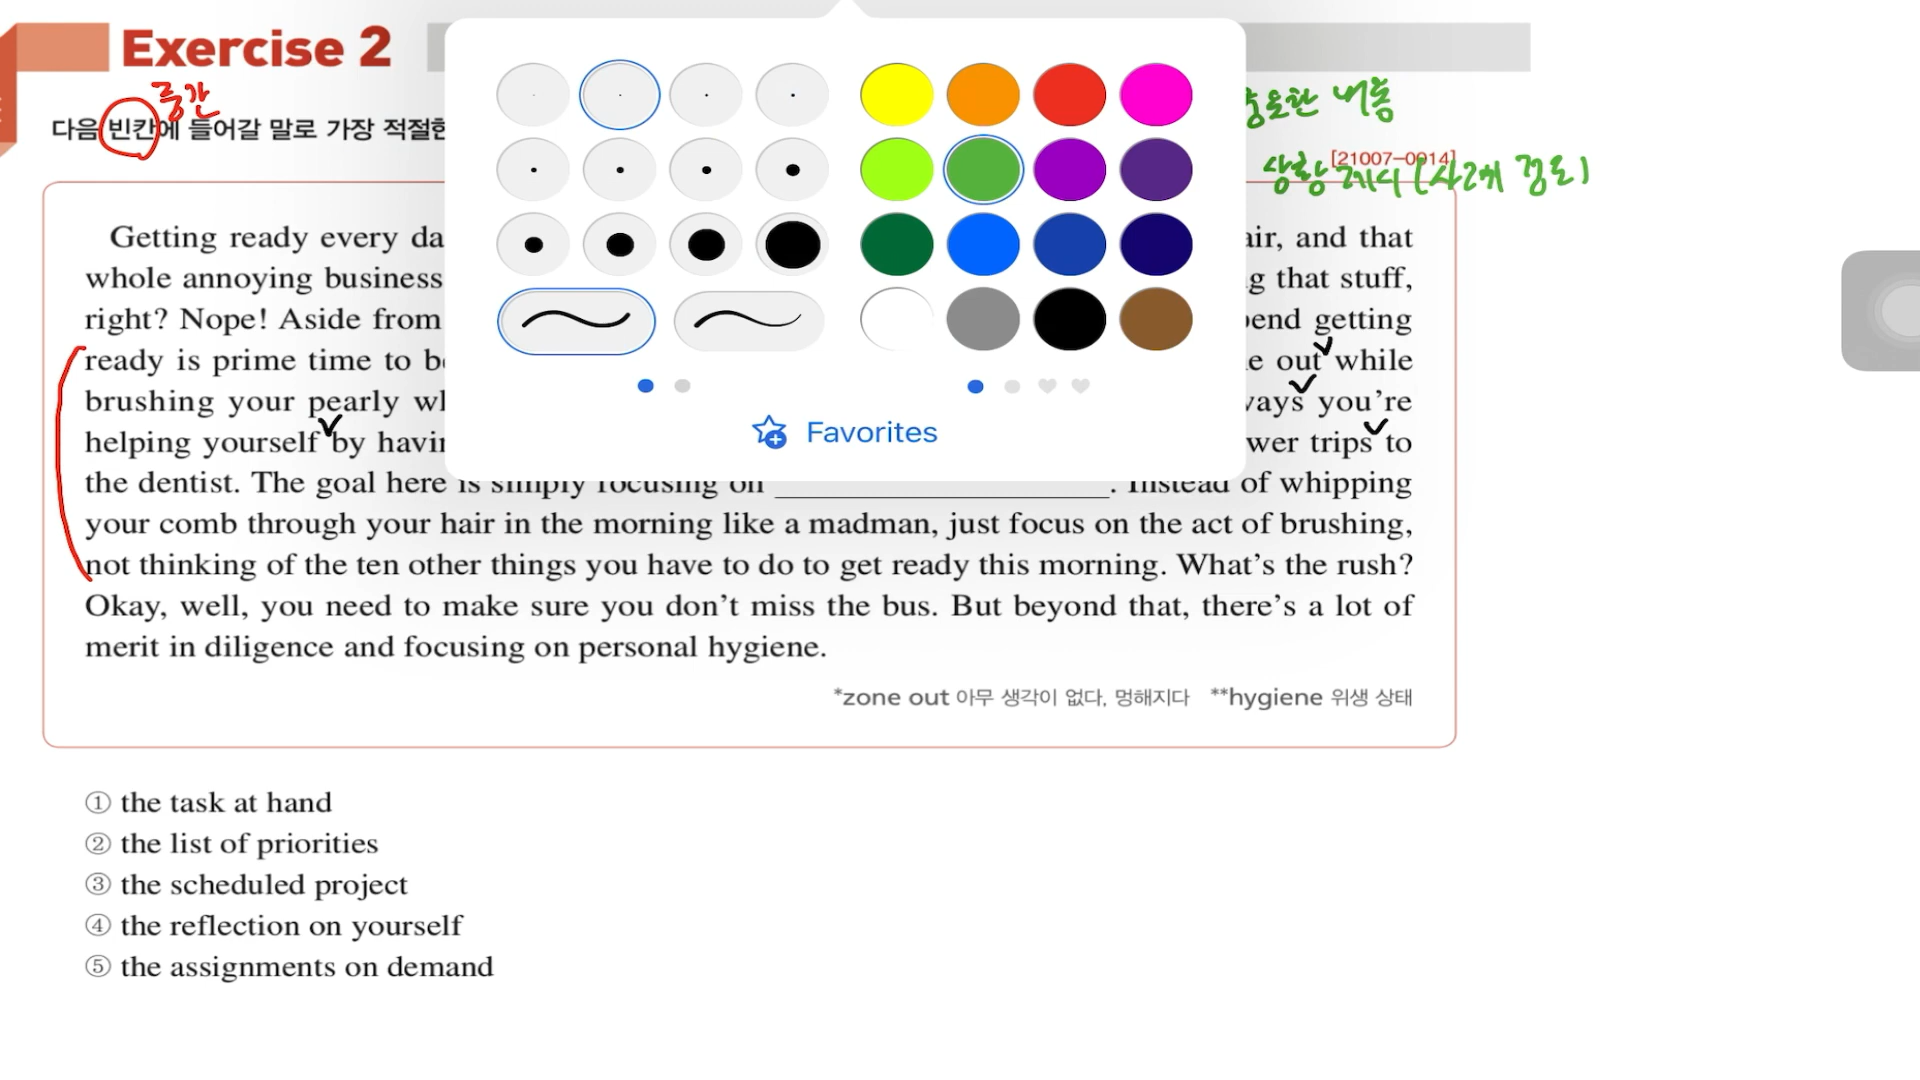 Exercise 2
중간
중요한 내용
다음 빈칸에 들어갈 말로 가장 적절한
[21007-0014]
상황 제시 (사례 검토)
Getting ready every da air, and that
whole annoying business g that stuff,
right? Nope! Aside from end getting
ready is prime time to b e out while
brushing your pearly wh ways you're
helping yourself by havin wer trips to
the dentist. The goal here is simply focusing on ____________________. Instead of whipping
your comb through your hair in the morning like a madman, just focus on the act of brushing,
not thinking of the ten other things you have to do to get ready this morning. What's the rush?
Okay, well, you need to make sure you don't miss the bus. But beyond that, there's a lot of
merit in diligence and focusing on personal hygiene.
*zone out 아무 생각이 없다, 멍해지다 **hygiene 위생 상태
① the task at hand
② the list of priorities
③ the scheduled project
④ the reflection on yourself
⑤ the assignments on demand
Favorites